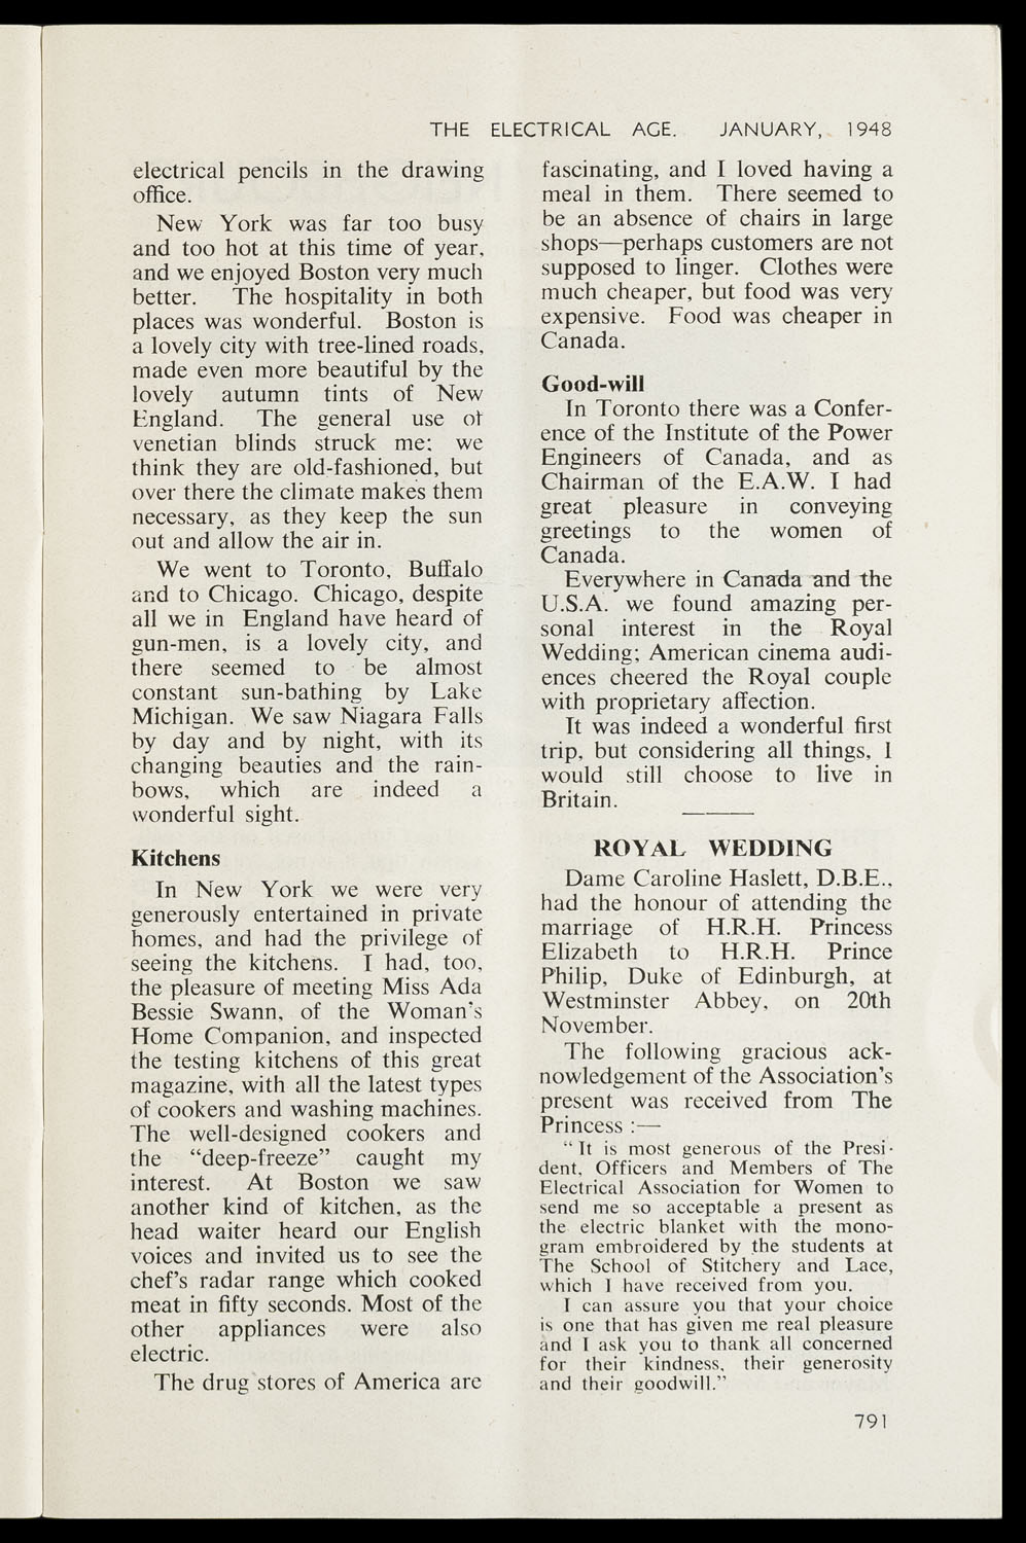 THE ELECTRICAL AGE. JANUARY, 1948
electrical pencils in the drawing
office.
New York was far too busy
and too hot at this time of year,
and we enjoyed Boston very much
better. The hospitality in both
places was wonderful. Boston is
a lovely city with tree-lined roads,
made even more beautiful by the
lovely autumn tints of New
England. The general use of
venetian blinds struck me; we
think they are old-fashioned, but
over there the climate makes them
necessary, as they keep the sun
out and allow the air in.
We went to Toronto, Buffalo
and to Chicago. Chicago, despite
all we in England have heard of
gun-men, is a lovely city, and
there seemed to be almost
constant sun-bathing by Lake
Michigan. We saw Niagara Falls
by day and by night, with its
changing beauties and the rain-
bows, which are indeed a
wonderful sight.
Kitchens
In New York we were very
generously entertained in private
homes, and had the privilege of
seeing the kitchens. I had, too,
the pleasure of meeting Miss Ada
Bessie Swann, of the Woman's
Home Companion, and inspected
the testing kitchens of this great
magazine, with all the latest types
of cookers and washing machines.
The well-designed cookers and
the "deep-freeze" caught my
interest. At Boston we saw
another kind of kitchen, as the
head waiter heard our English
voices and invited us to see the
chef's radar range which cooked
meat in fifty seconds. Most of the
other appliances were also
electric.
The drug stores of America are
fascinating, and I loved having a
meal in them. There seemed to
be an absence of chairs in large
shops—perhaps customers are not
supposed to linger. Clothes were
much cheaper, but food was very
expensive. Food was cheaper in
Canada.
Good-will
In Toronto there was a Confer-
ence of the Institute of the Power
Engineers of Canada, and as
Chairman of the E.A.W. I had
great pleasure in conveying
greetings to the women of
Canada.
Everywhere in Canada and the
U.S.A. we found amazing per-
sonal interest in the Royal
Wedding; American cinema audi-
ences cheered the Royal couple
with proprietary affection.
It was indeed a wonderful first
trip, but considering all things, I
would still choose to live in
Britain.
ROYAL WEDDING
Dame Caroline Haslett, D.B.E.,
had the honour of attending the
marriage of H.R.H. Princess
Elizabeth to H.R.H. Prince
Philip, Duke of Edinburgh, at
Westminster Abbey, on 20th
November.
The following gracious ack-
nowledgement of the Association's
present was received from The
Princess :—
"It is most generous of the Presi-
dent, Officers and Members of The
Electrical Association for Women to
send me so acceptable a present as
the electric blanket with the mono-
gram embroidered by the students at
The School of Stitchery and Lace,
which I have received from you.
I can assure you that your choice
is one that has given me real pleasure
and I ask you to thank all concerned
for their kindness, their generosity
and their goodwill."
791